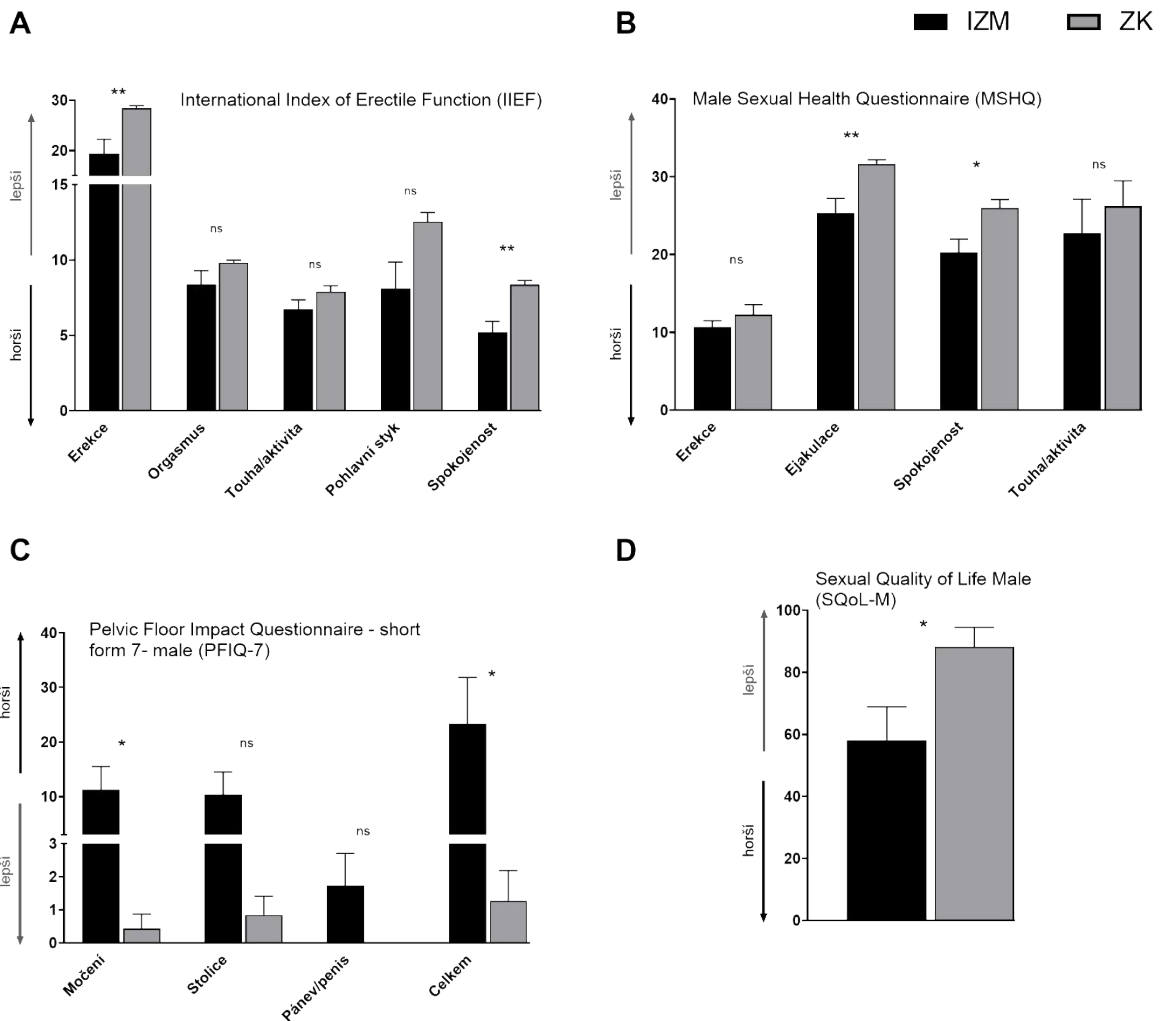 A
B
IZM
ZK
International Index of Erectile Function (IIEF)
lepší
horší
30
20
15
10
5
0
**
ns
ns
ns
**
Erekce
Orgasmus
Touha/aktivita
Pohlavní styk
Spokojenost
Male Sexual Health Questionnaire (MSHQ)
lepší
horší
40
30
20
10
0
ns
**
*
ns
Erekce
Ejakulace
Spokojenost
Touha/aktivita
C
D
Pelvic Floor Impact Questionnaire - short
form 7- male (PFIQ-7)
horší
lepší
40
30
20
10
3
2
1
0
*
ns
ns
*
Močení
Stolice
Pánev/penis
Celkem
Sexual Quality of Life Male
(SQoL-M)
lepší
horší
100
80
60
40
20
0
*